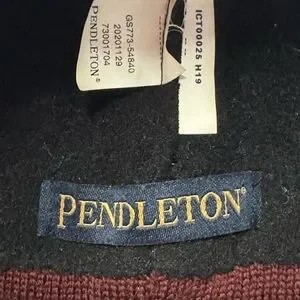 GS773-54840
20201129
73001704
PENDLETON®
ICT00025 H19
PENDLETON®